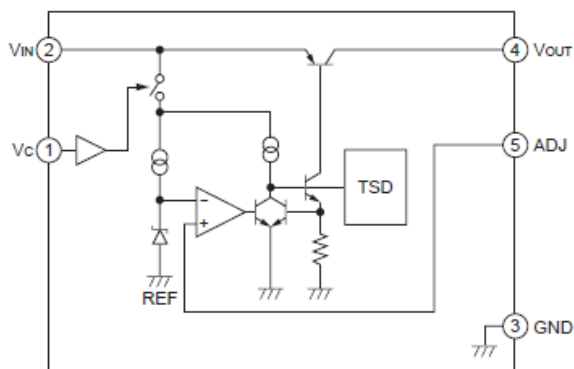 VIN 2
4 VOUT
VC 1
5 ADJ
TSD
−
+
REF
3 GND